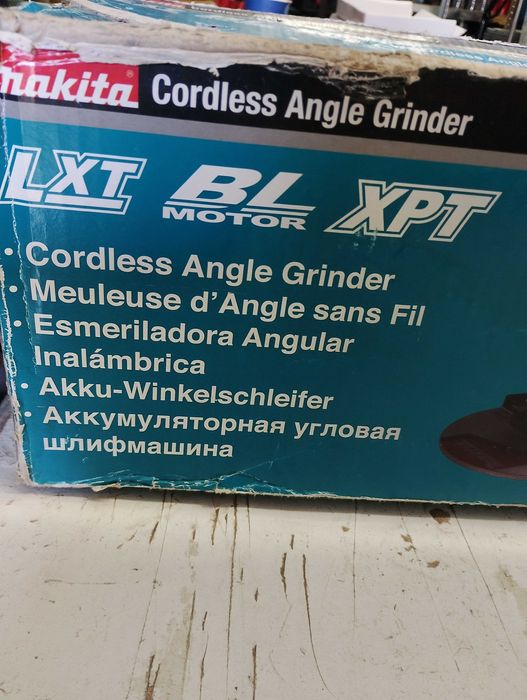 makita Cordless Angle Grinder
LXT BL MOTOR XPT
• Cordless Angle Grinder
• Meuleuse d'Angle sans Fil
• Esmeriladora Angular
Inalámbrica
• Akku-Winkelschleifer
• Аккумуляторная угловая
шлифмашина